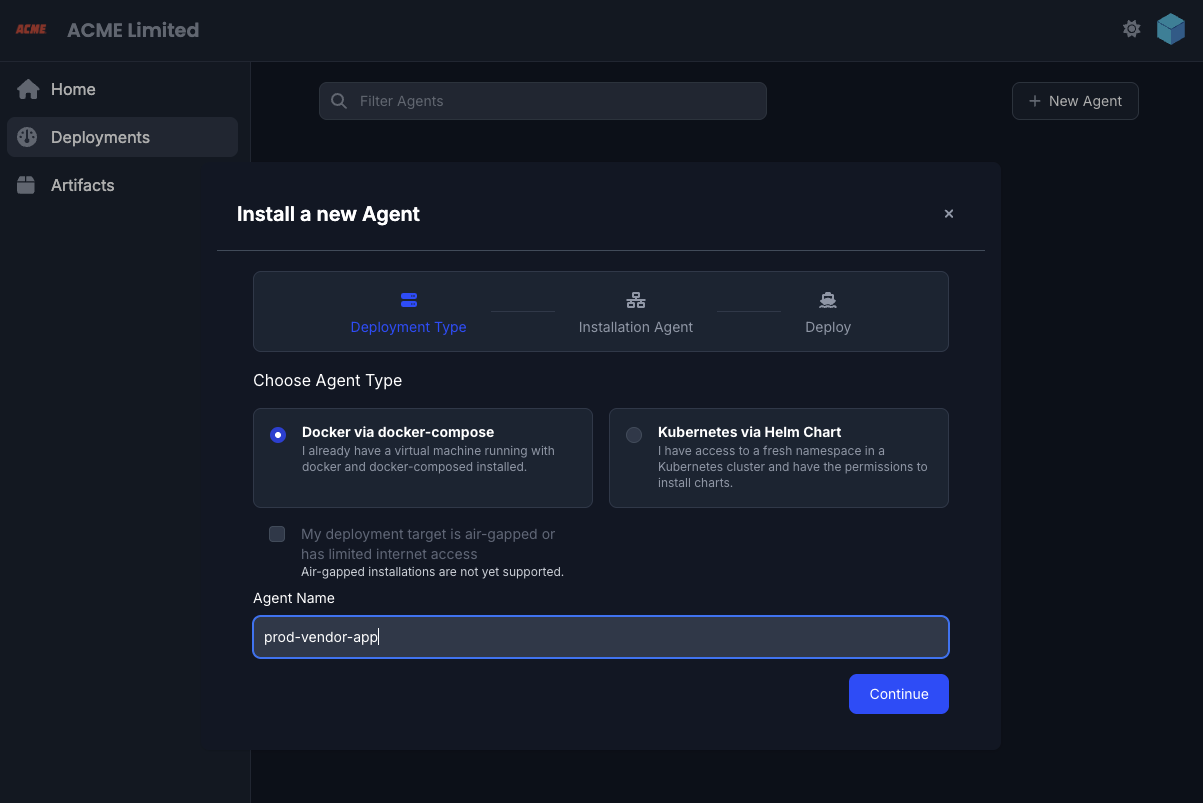 ACME
ACME Limited
Home
Deployments
Artifacts
Filter Agents
New Agent
Install a new Agent
Deployment Type
Installation Agent
Deploy
Choose Agent Type
Docker via docker-compose
I already have a virtual machine running with
docker and docker-composed installed.
Kubernetes via Helm Chart
I have access to a fresh namespace in a
Kubernetes cluster and have the permissions to
install charts.
My deployment target is air-gapped or
has limited internet access
Air-gapped installations are not yet supported.
Agent Name
prod-vendor-app
Continue